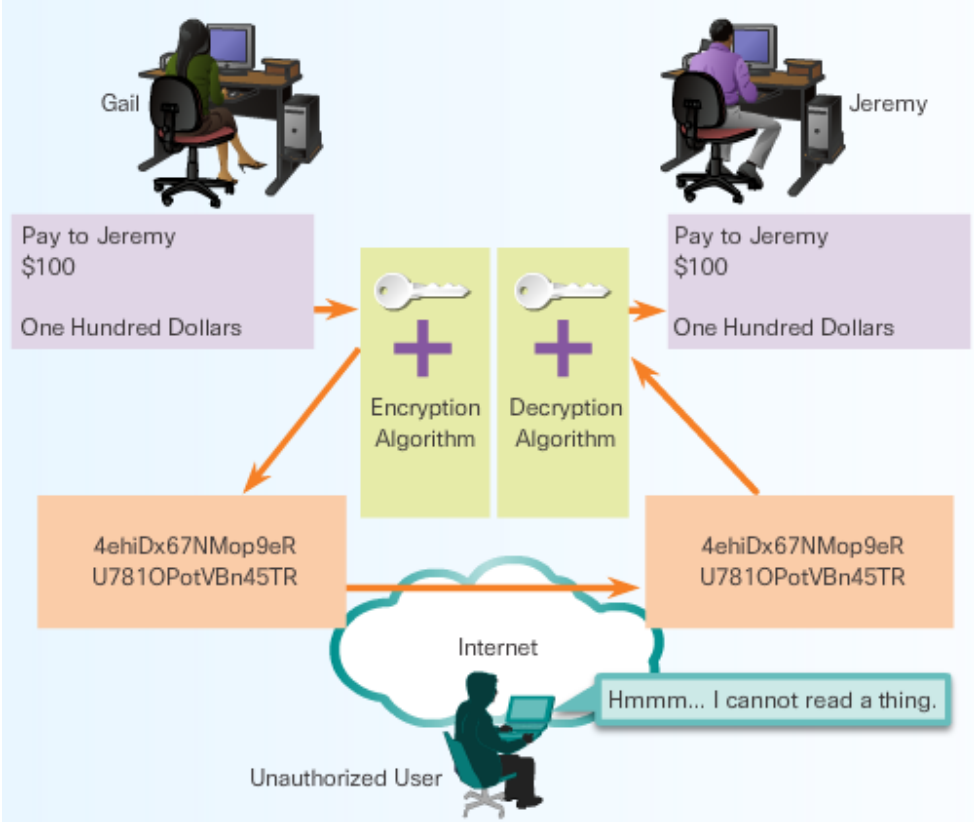 Gail
Jeremy
Pay to Jeremy
$100
One Hundred Dollars
Encryption
Algorithm
Decryption
Algorithm
Pay to Jeremy
$100
One Hundred Dollars
4ehiDx67NMop9eR
U781OPotVBn45TR
4ehiDx67NMop9eR
U781OPotVBn45TR
Internet
Hmmm... I cannot read a thing.
Unauthorized User